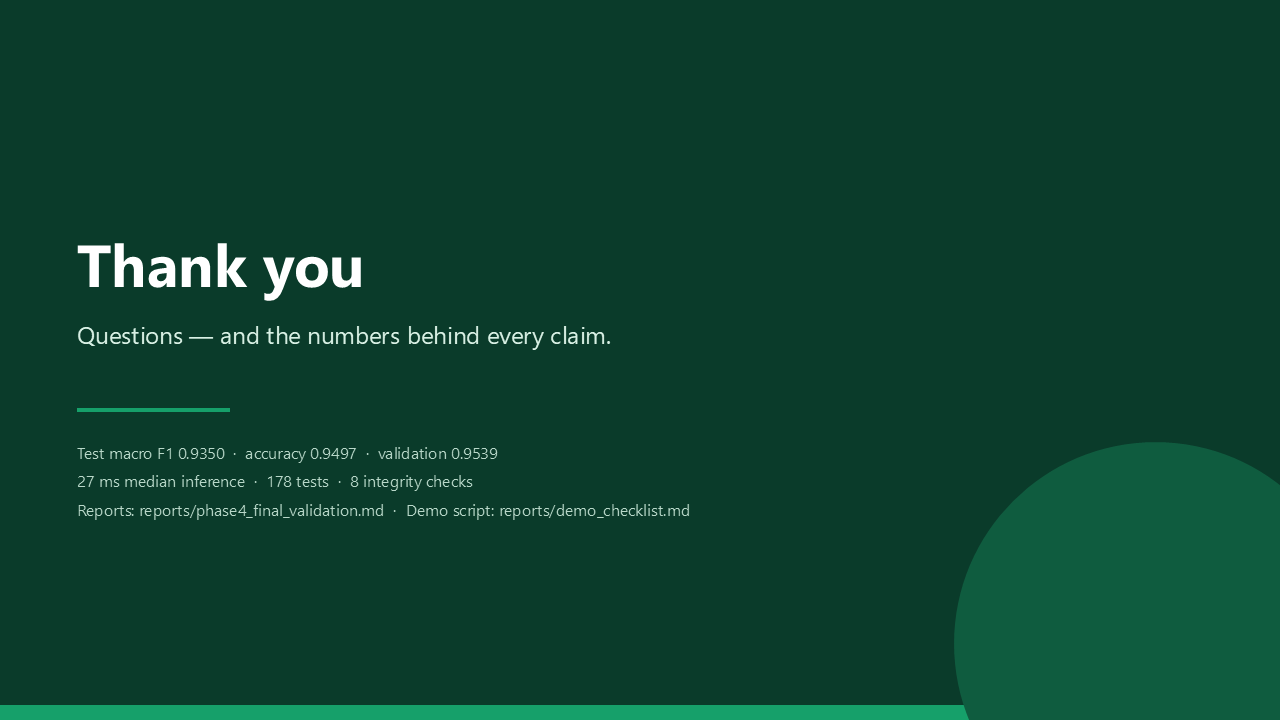 Thank you
Questions — and the numbers behind every claim.
Test macro F1 0.9350 · accuracy 0.9497 · validation 0.9539
27 ms median inference · 178 tests · 8 integrity checks
Reports: reports/phase4_final_validation.md · Demo script: reports/demo_checklist.md